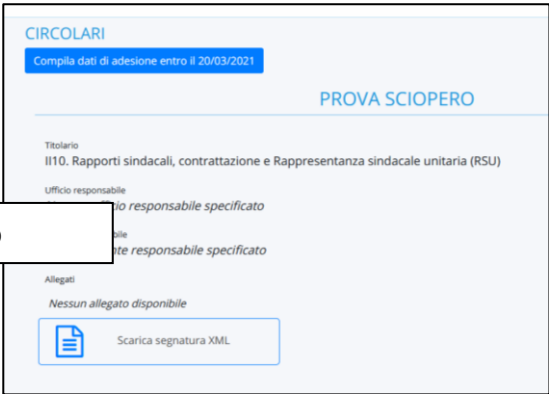 CIRCOLARI
Compila dati di adesione entro il 20/03/2021
PROVA SCIOPERO
Titolario
II10. Rapporti sindacali, contrattazione e Rappresentanza sindacale unitaria (RSU)
Ufficio responsabile
responsabile specificato
responsabile specificato
Allegati
Nessun allegato disponibile
Scarica segnatura XML